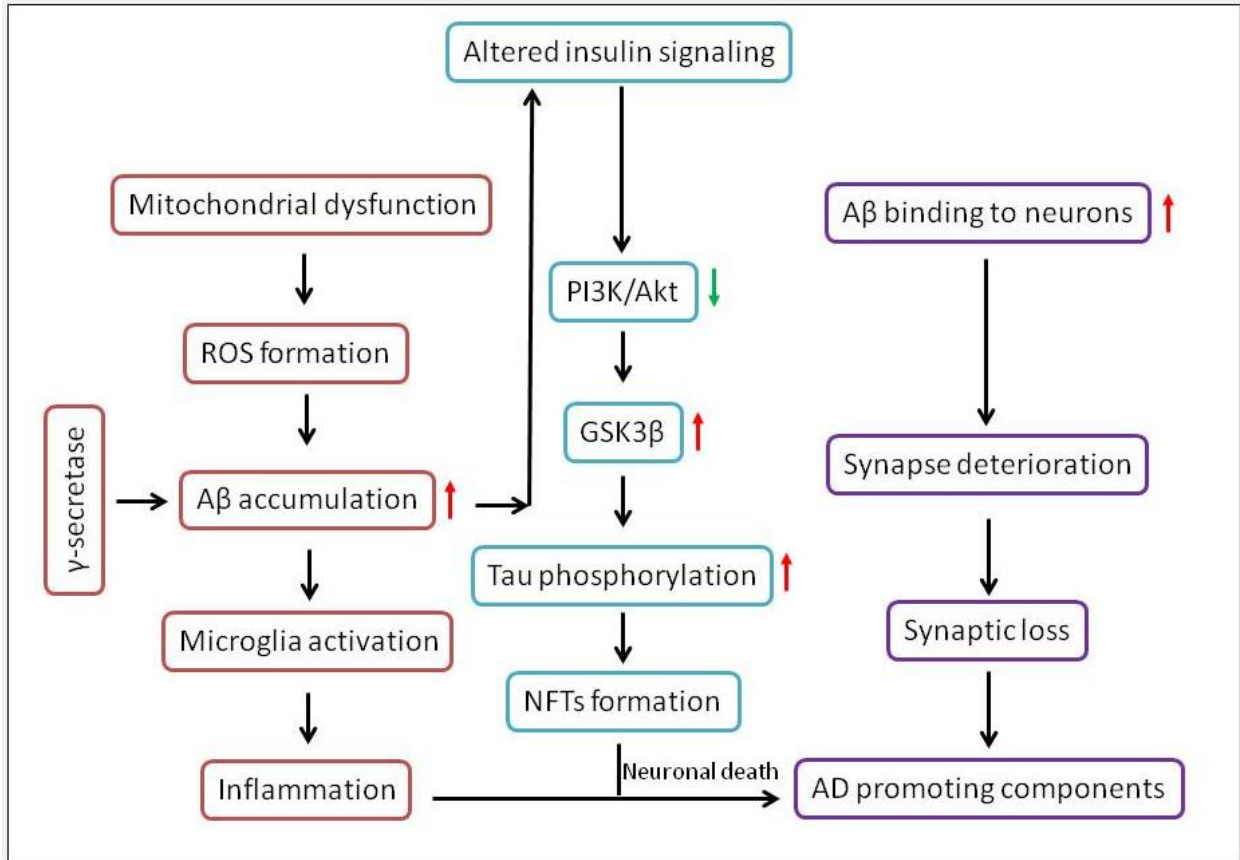 Altered insulin signaling
Mitochondrial dysfunction
Aβ binding to neurons
PI3K/Akt
ROS formation
GSK3β
γ-secretase
Aβ accumulation
Synapse deterioration
Tau phosphorylation
Microglia activation
Synaptic loss
NFTs formation
Neuronal death
Inflammation
AD promoting components